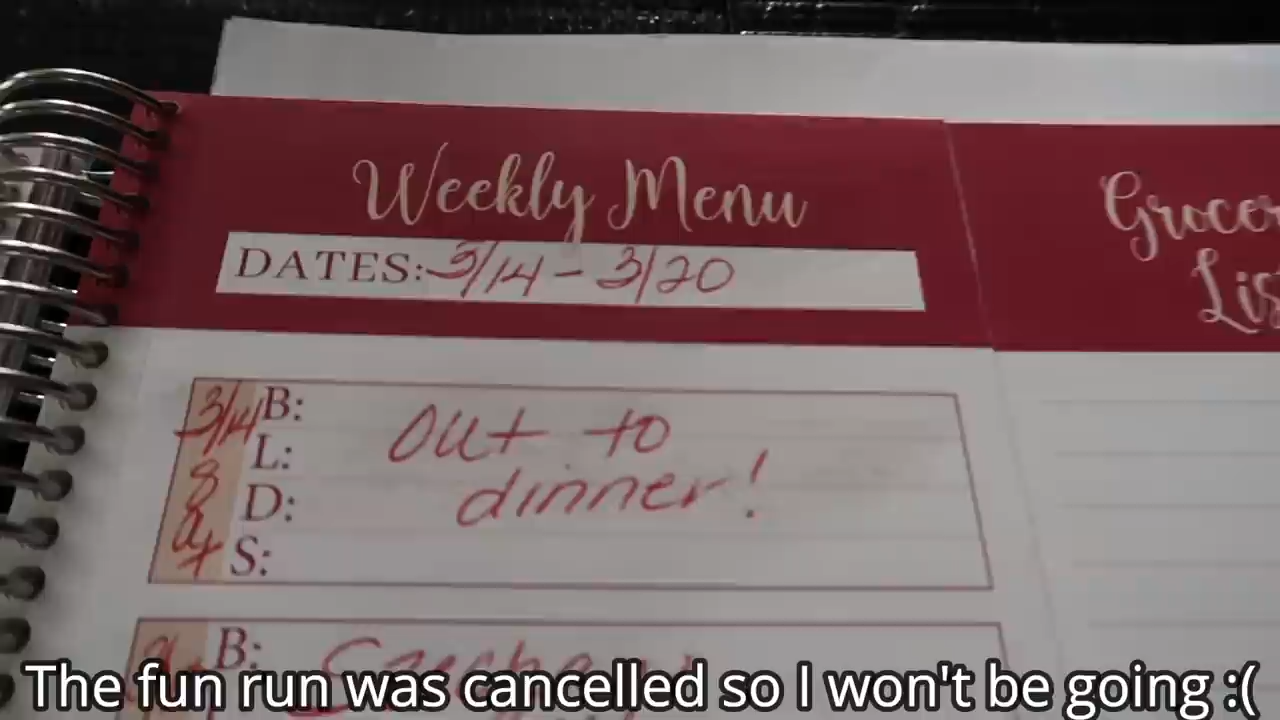 Weekly Menu
DATES: 3/14 - 3/20
3/14
Sat
B:
L:
D:
S:
Out to
dinner!
B:
The fun run was cancelled so I won't be going :(